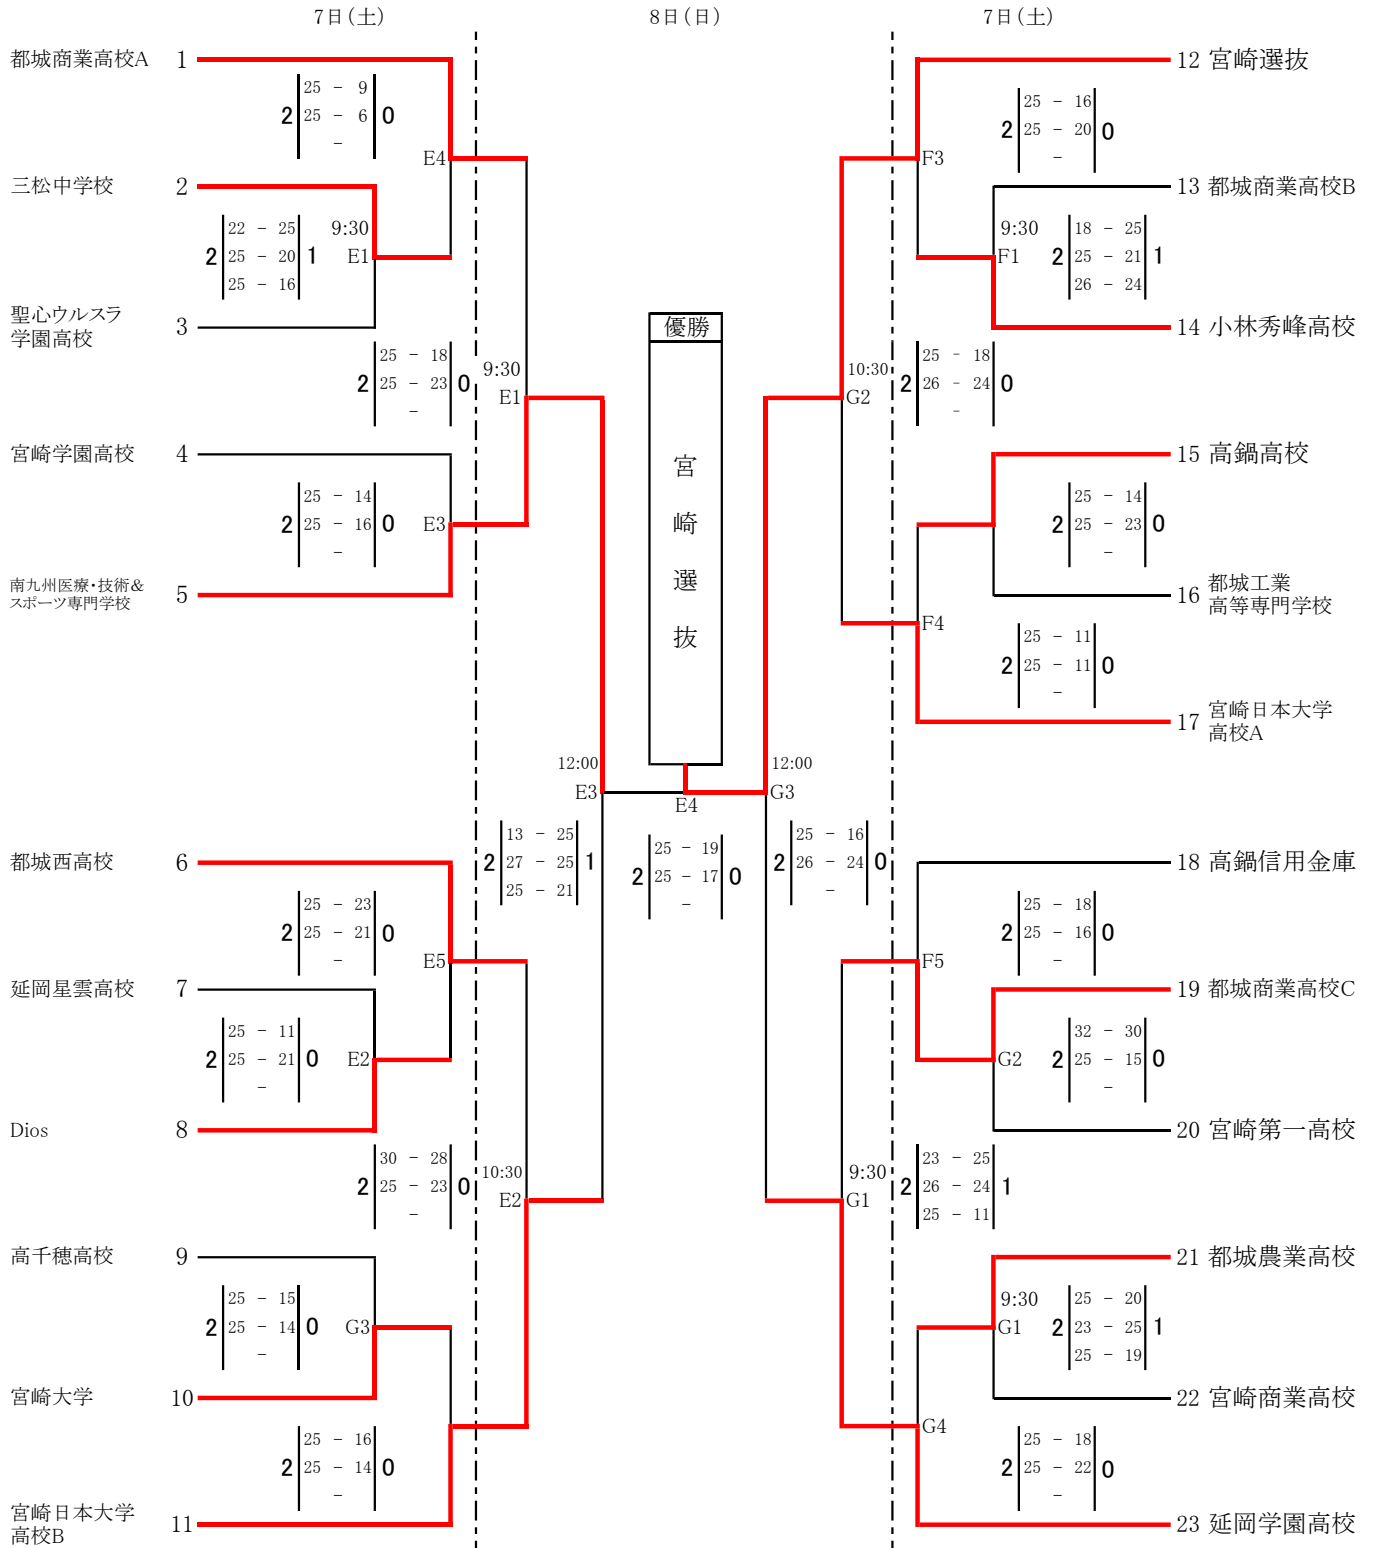 7日（土）
8日（日）
7日（土）
都城商業高校A 1
25 - 9
2 25 - 6 0
-
E4
三松中学校 2
22 - 25 9:30
2 25 - 20 1 E1
25 - 16
聖心ウルスラ
学園高校
3
25 - 18
2 25 - 23 0
-
9:30
E1
宮崎学園高校 4
25 - 14
2 25 - 16 0 E3
-
南九州医療・技術＆
スポーツ専門学校
5
都城西高校 6
25 - 23
2 25 - 21 0
-
E5
延岡星雲高校 7
25 - 11
2 25 - 21 0 E2
-
Dios 8
30 - 28
2 25 - 23 0
-
10:30
E2
高千穂高校 9
25 - 15
2 25 - 14 0 G3
-
宮崎大学 10
25 - 16
2 25 - 14 0
-
宮崎日本大学
高校B
11
優勝
宮
崎
選
抜
12:00
E3
13 - 25
2 27 - 25 1
25 - 21
E4
25 - 19
2 25 - 17 0
-
12:00
G3
25 - 16
2 26 - 24 0
-
12 宮崎選抜
25 - 16
2 25 - 20 0
-
F3
13 都城商業高校B
9:30 18 - 25
F1 2 25 - 21 1
26 - 24
14 小林秀峰高校
10:30
G2
25 - 18
2 26 - 24 0
-
15 高鍋高校
25 - 14
2 25 - 23 0
-
16 都城工業
高等専門学校
F4
25 - 11
2 25 - 11 0
-
17 宮崎日本大学
高校A
18 高鍋信用金庫
25 - 18
2 25 - 16 0
-
F5
19 都城商業高校C
32 - 30
G2 2 25 - 15 0
-
20 宮崎第一高校
9:30
G1
23 - 25
2 26 - 24 1
25 - 11
21 都城農業高校
9:30 25 - 20
G1 2 23 - 25 1
25 - 19
22 宮崎商業高校
G4
25 - 18
2 25 - 22 0
-
23 延岡学園高校